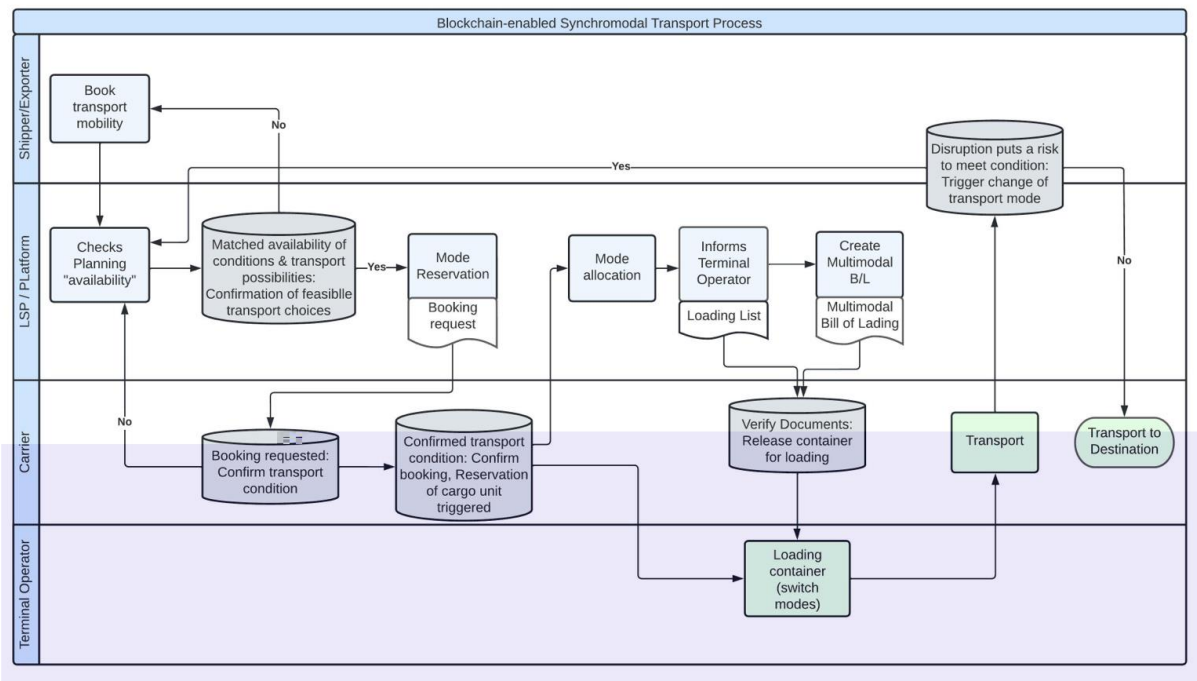 Blockchain-enabled Synchromodal Transport Process
Shipper/Exporter
Book
transport
mobility
No
Yes
Disruption puts a risk
to meet condition:
Trigger change of
transport mode
LSP / PLatform
Checks
Planning
"availability"
Matched availability of
conditions & transport
possibilities:
Confirmation of feasiblle
transport choices
Yes
Mode
Reservation
Booking
request
Mode
allocation
Informs
Terminal
Operator
Loading List
Create
Multimodal
B/L
Multimodal
Bill of Lading
No
Carrier
No
Booking requested:
Confirm transport
condition
Confirmed transport
condition: Confirm
booking, Reservation
of cargo unit
triggered
Verify Documents:
Release container
for loading
Transport
Transport to
Destination
Terminal Operator
Loading
container
(switch
modes)